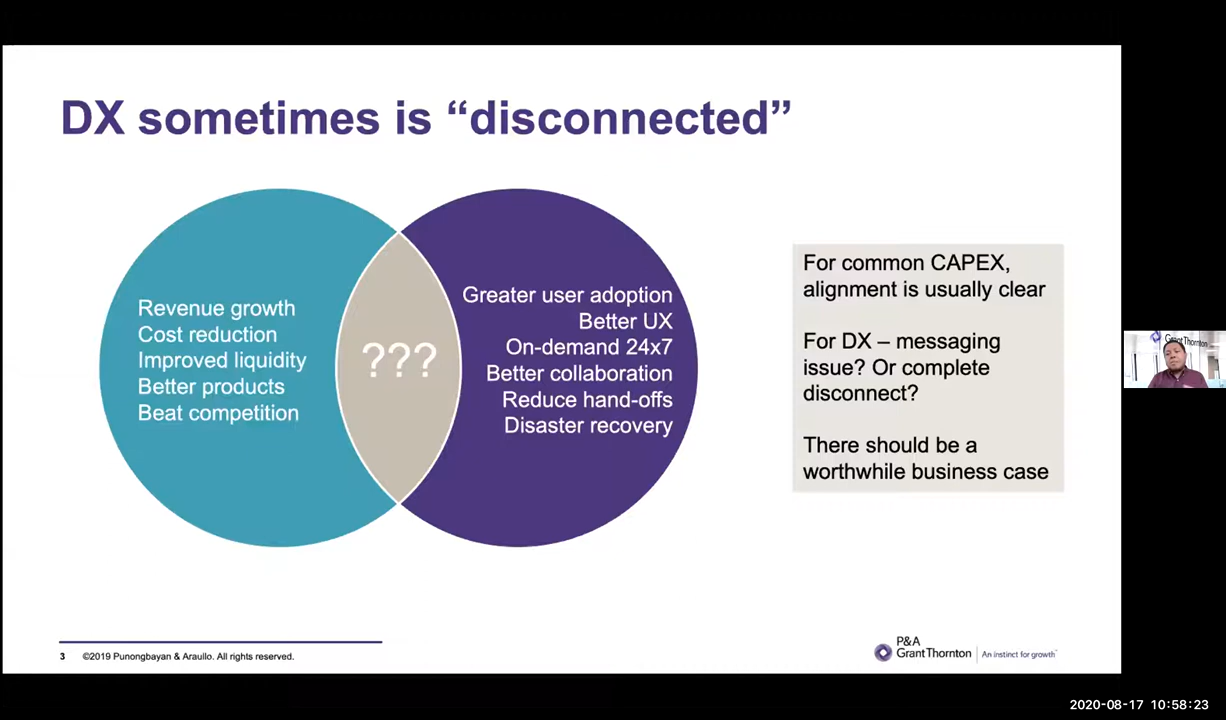 DX sometimes is “disconnected”
Revenue growth
Cost reduction
Improved liquidity
Better products
Beat competition
???
Greater user adoption
Better UX
On-demand 24x7
Better collaboration
Reduce hand-offs
Disaster recovery
For common CAPEX,
alignment is usually clear
For DX – messaging
issue? Or complete
disconnect?
There should be a
worthwhile business case
GrantThornton
3 ©2019 Punongbayan & Araullo. All rights reserved.
P&A
GrantThornton
An instinct for growth™
2020-08-17 10:58:23